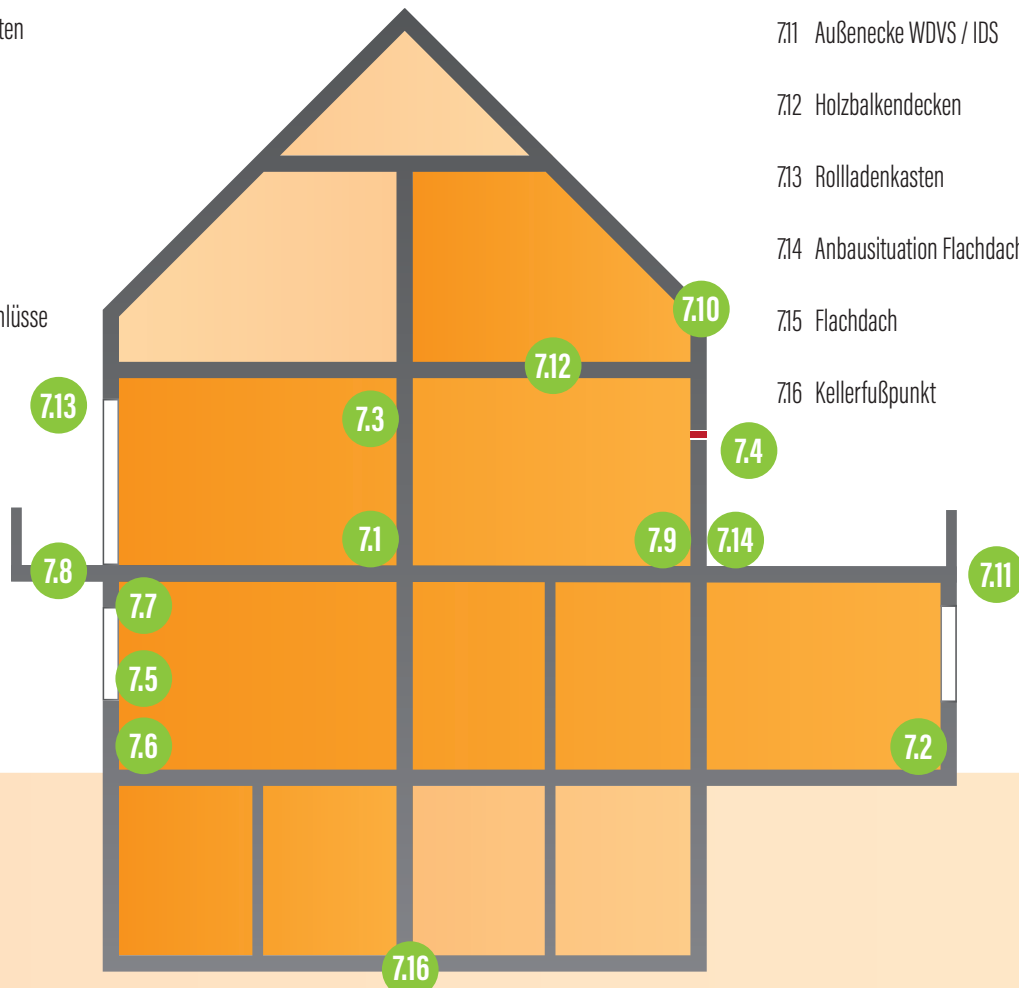 ten
hlüsse
7.11 Außenecke WDVS / IDS
7.12 Holzbalkendecken
7.13 Rollladenkasten
7.14 Anbausituation Flachdach
7.15 Flachdach
7.16 Kellerfußpunkt
7.10
7.12
7.13
7.3
7.4
7.1
7.9
7.14
7.8
7.11
7.7
7.5
7.6
7.2
7.16